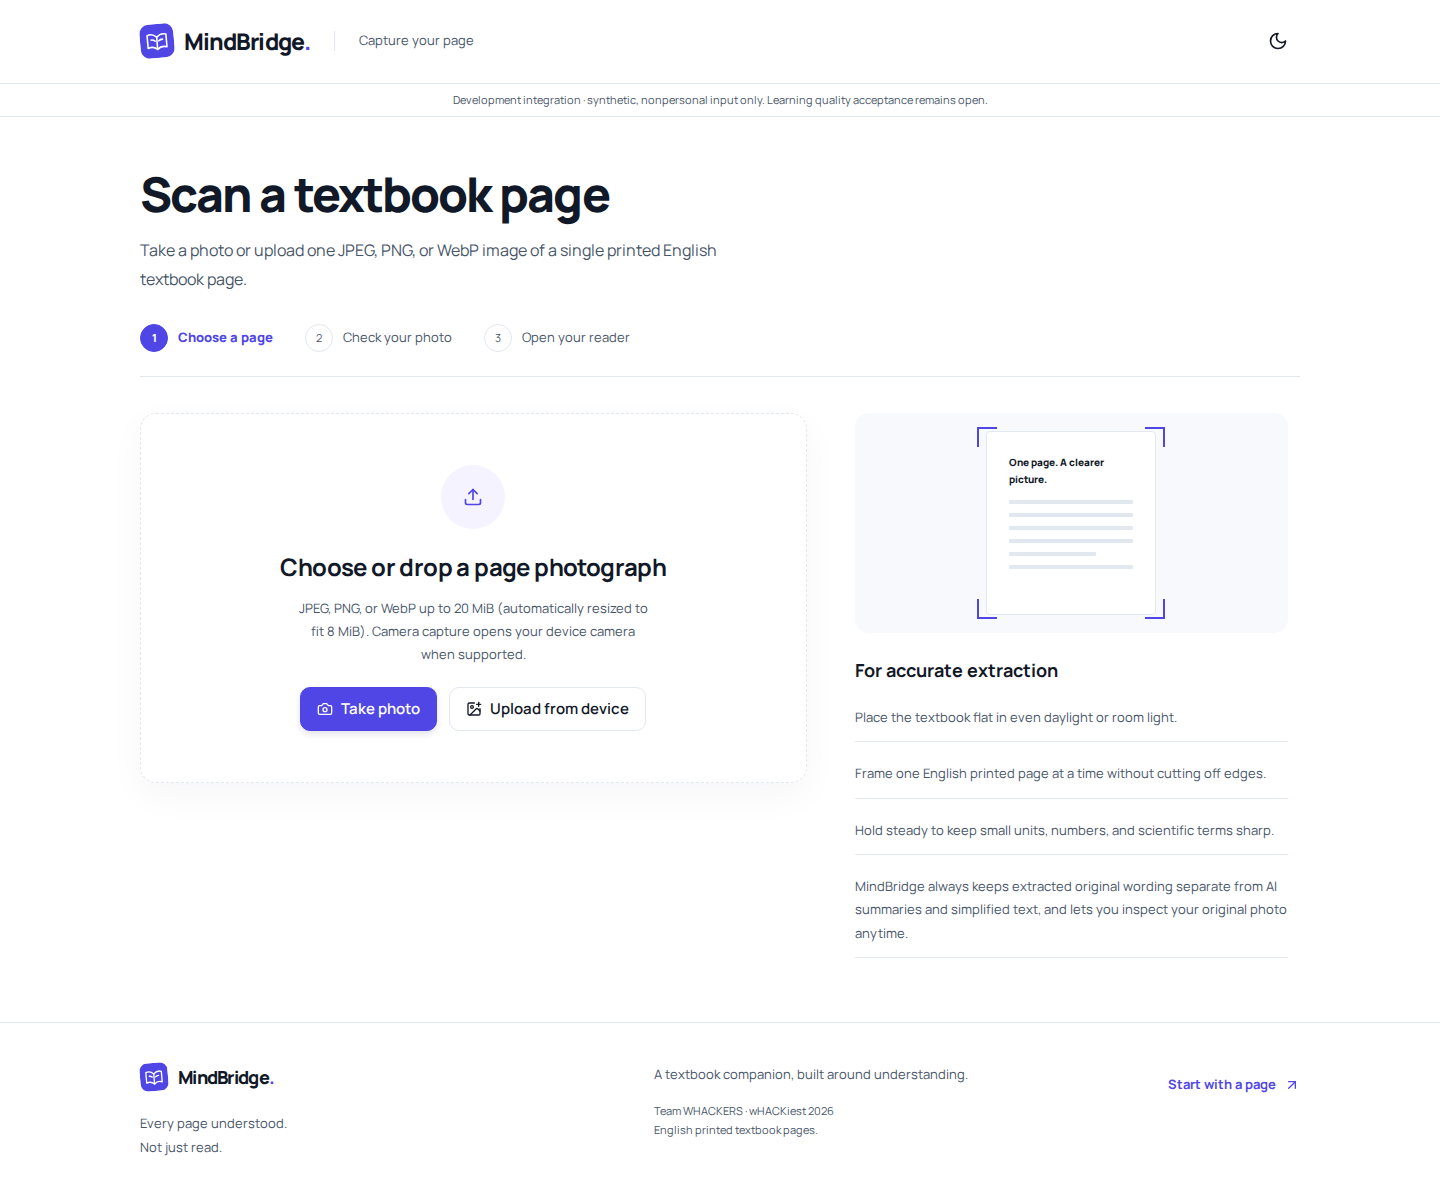 MindBridge.
Capture your page
Development integration · synthetic, nonpersonal input only. Learning quality acceptance remains open.
Scan a textbook page
Take a photo or upload one JPEG, PNG, or WebP image of a single printed English
textbook page.
1 Choose a page
2 Check your photo
3 Open your reader
Choose or drop a page photograph
JPEG, PNG, or WebP up to 20 MiB (automatically resized to
fit 8 MiB). Camera capture opens your device camera
when supported.
Take photo
Upload from device
One page. A clearer
picture.
For accurate extraction
Place the textbook flat in even daylight or room light.
Frame one English printed page at a time without cutting off edges.
Hold steady to keep small units, numbers, and scientific terms sharp.
MindBridge always keeps extracted original wording separate from AI
summaries and simplified text, and lets you inspect your original photo
anytime.
MindBridge.
Every page understood.
Not just read.
A textbook companion, built around understanding.
Team WHACKERS · wHACKiest 2026
English printed textbook pages.
Start with a page